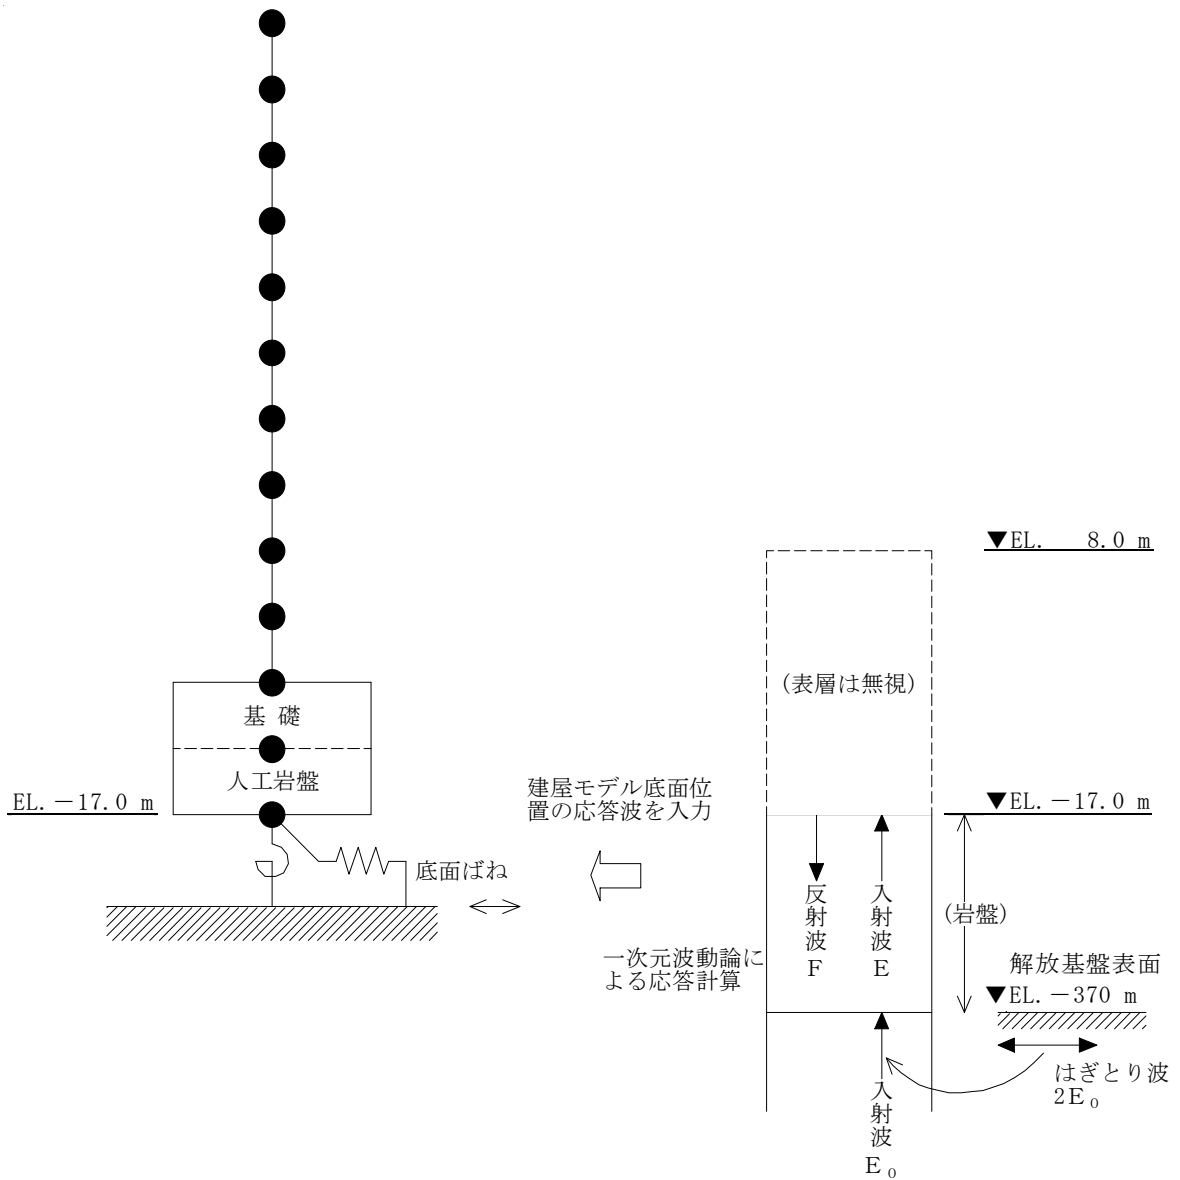 ▼EL.　8.0 m
(表層は無視)
基 礎
人工岩盤
EL.－17.0 m
底面ばね
建屋モデル底面位
置の応答波を入力
▼EL.－17.0 m
反射波F
入射波E
(岩盤)
一次元波動論に
よる応答計算
解放基盤表面
▼EL.－370 m
はぎとり波
2E₀
入射波E₀